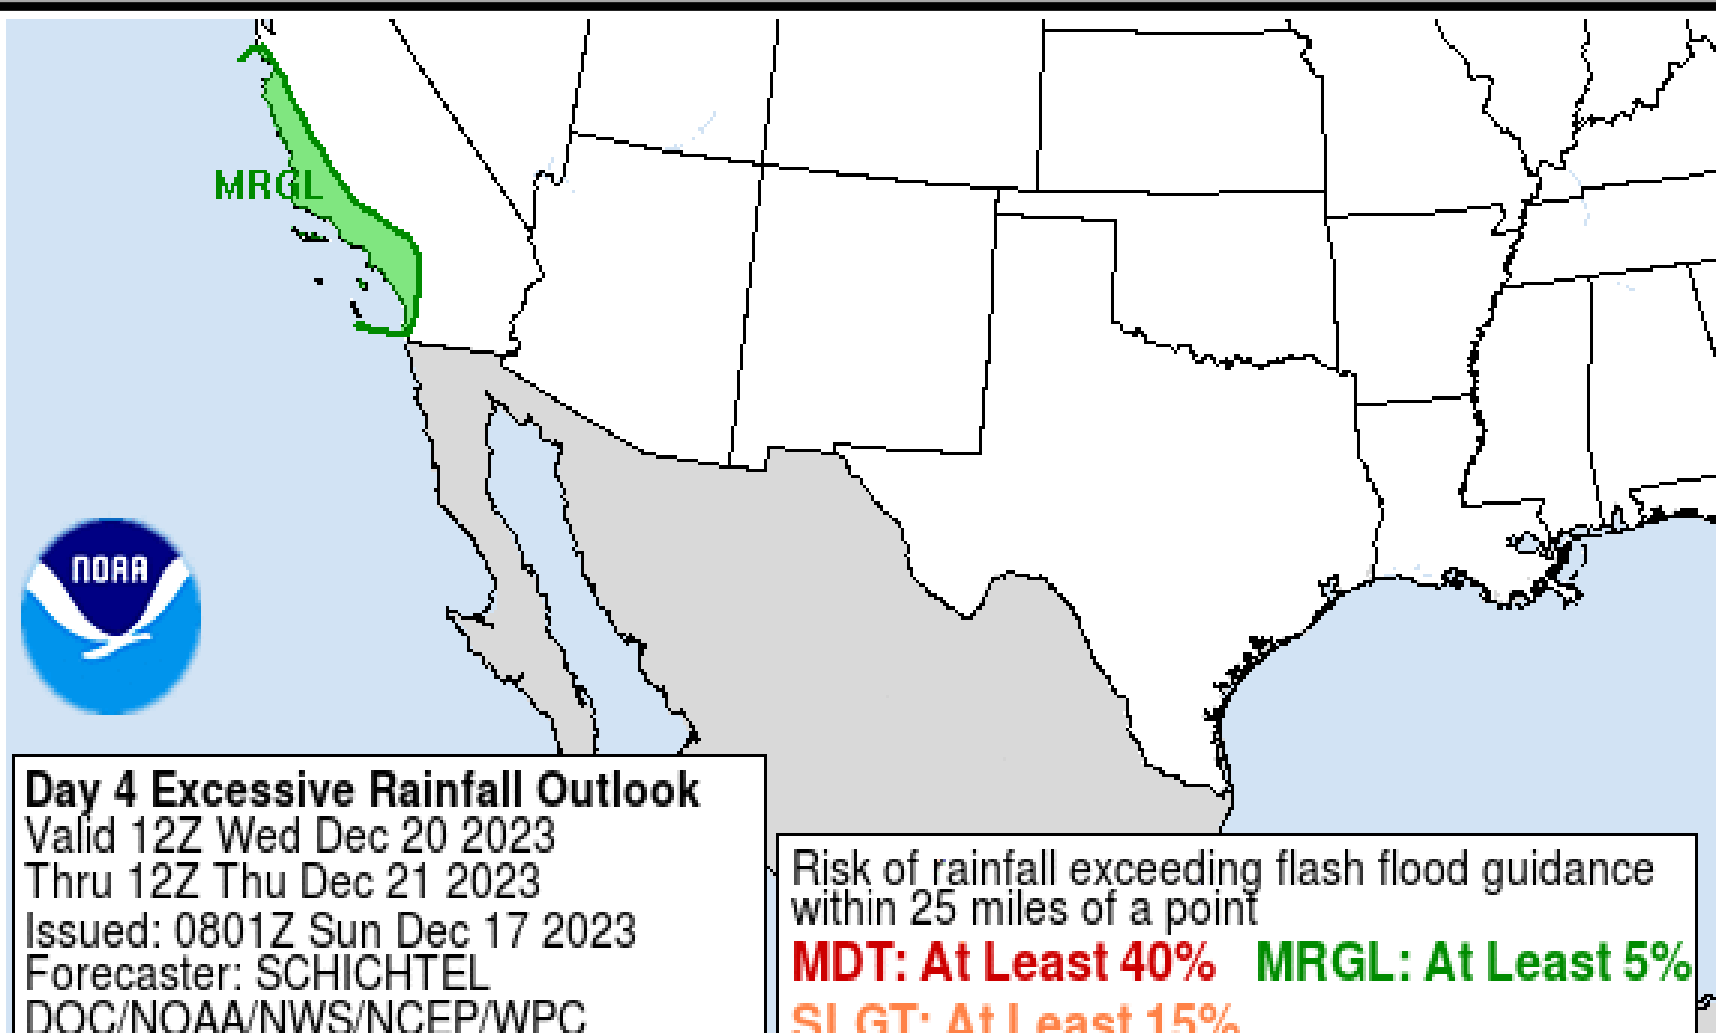 MRGL
NOAA
Day 4 Excessive Rainfall Outlook
Valid 12Z Wed Dec 20 2023
Thru 12Z Thu Dec 21 2023
Issued: 0801Z Sun Dec 17 2023
Forecaster: SCHICHTEL
DOC/NOAA/NWS/NCEP/WPC
Risk of rainfall exceeding flash flood guidance
within 25 miles of a point
MDT: At Least 40% MRGL: At Least 5%
SLGT: At Least 15%